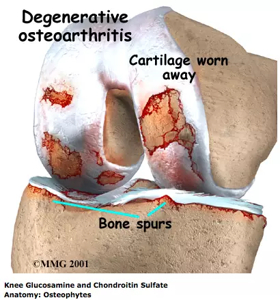 Degenerative
osteoarthritis
Cartilage worn
away
Bone spurs
©MMG 2001
Knee Glucosamine and Chondroitin Sulfate
Anatomy: Osteophytes